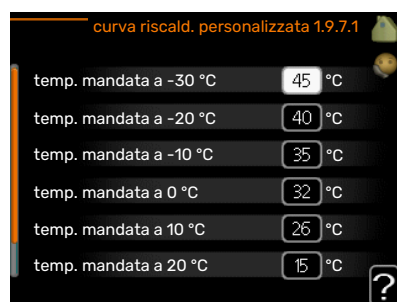 curva riscald. personalizzata 1.9.7.1
temp. mandata a -30 °C 45 °C
temp. mandata a -20 °C 40 °C
temp. mandata a -10 °C 35 °C
temp. mandata a 0 °C 32 °C
temp. mandata a 10 °C 26 °C
temp. mandata a 20 °C 15 °C
?